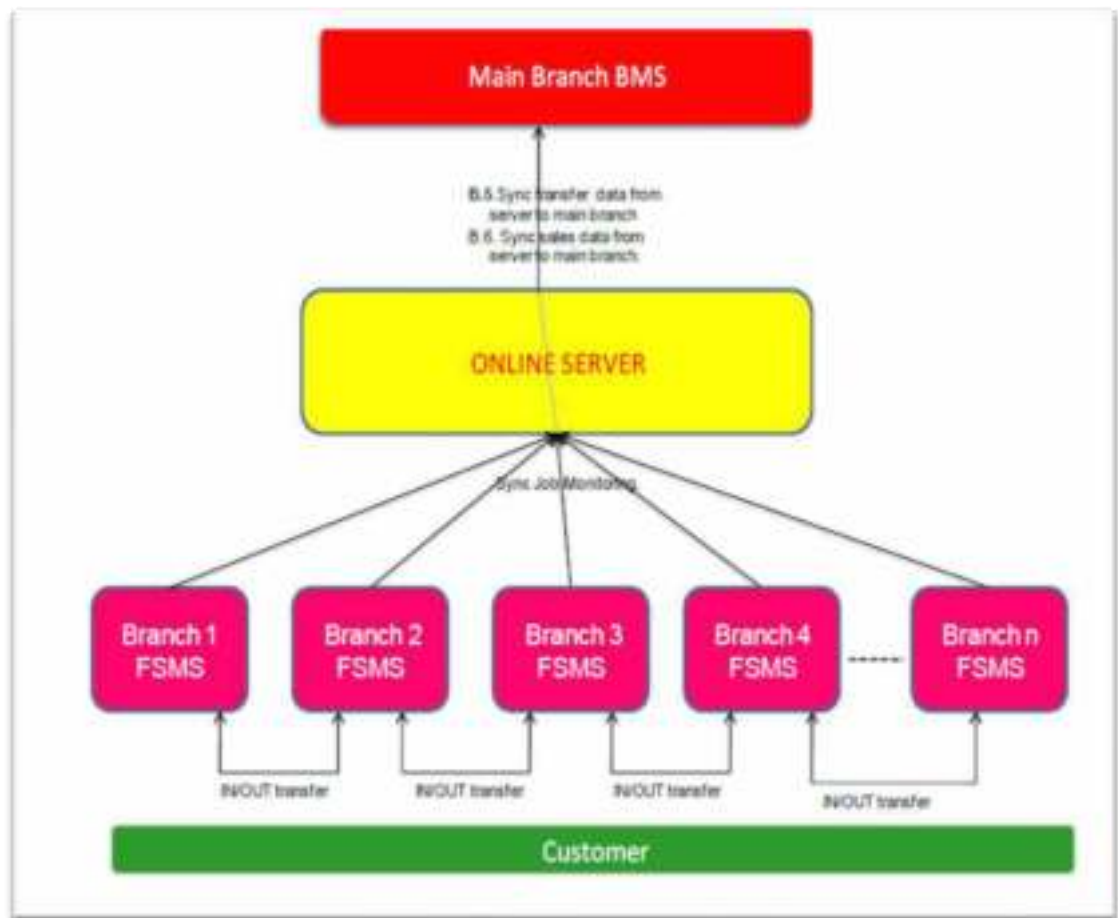 Main Branch BMS
B.5 Sync transfer data from
server to main branch
B.6. Sync sales data from
server to main branch.
ONLINE SERVER
Sync Job Monitoring
Branch 1
FSMS
Branch 2
FSMS
Branch 3
FSMS
Branch 4
FSMS
Branch n
FSMS
IN/OUT transfer
IN/OUT transfer
IN/OUT transfer
IN/OUT transfer
Customer